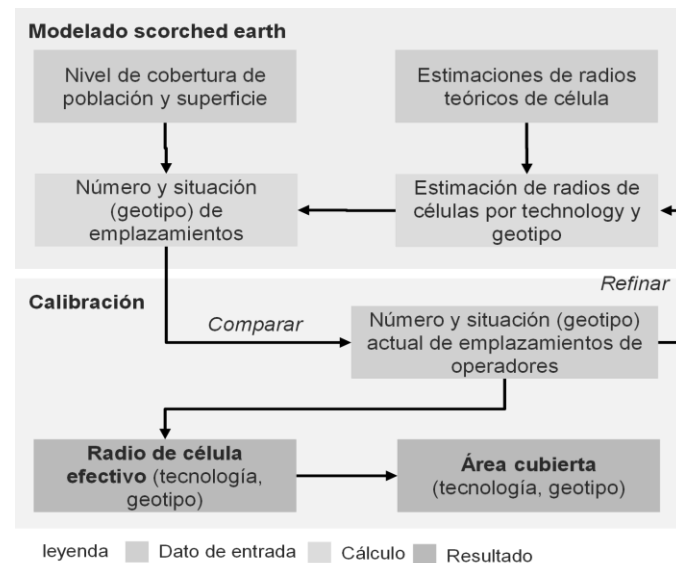 Modelado scorched earth
Nivel de cobertura de
población y superficie
Estimaciones de radios
teóricos de célula
Número y situación
(geotipo) de
emplazamientos
Estimación de radios de
células por technology y
geotipo
Refinar
Calibración
Comparar
Número y situación (geotipo)
actual de emplazamientos de
operadores
Radio de célula
efectivo (tecnología,
geotipo)
Área cubierta
(tecnología, geotipo)
leyenda Dato de entrada Cálculo Resultado